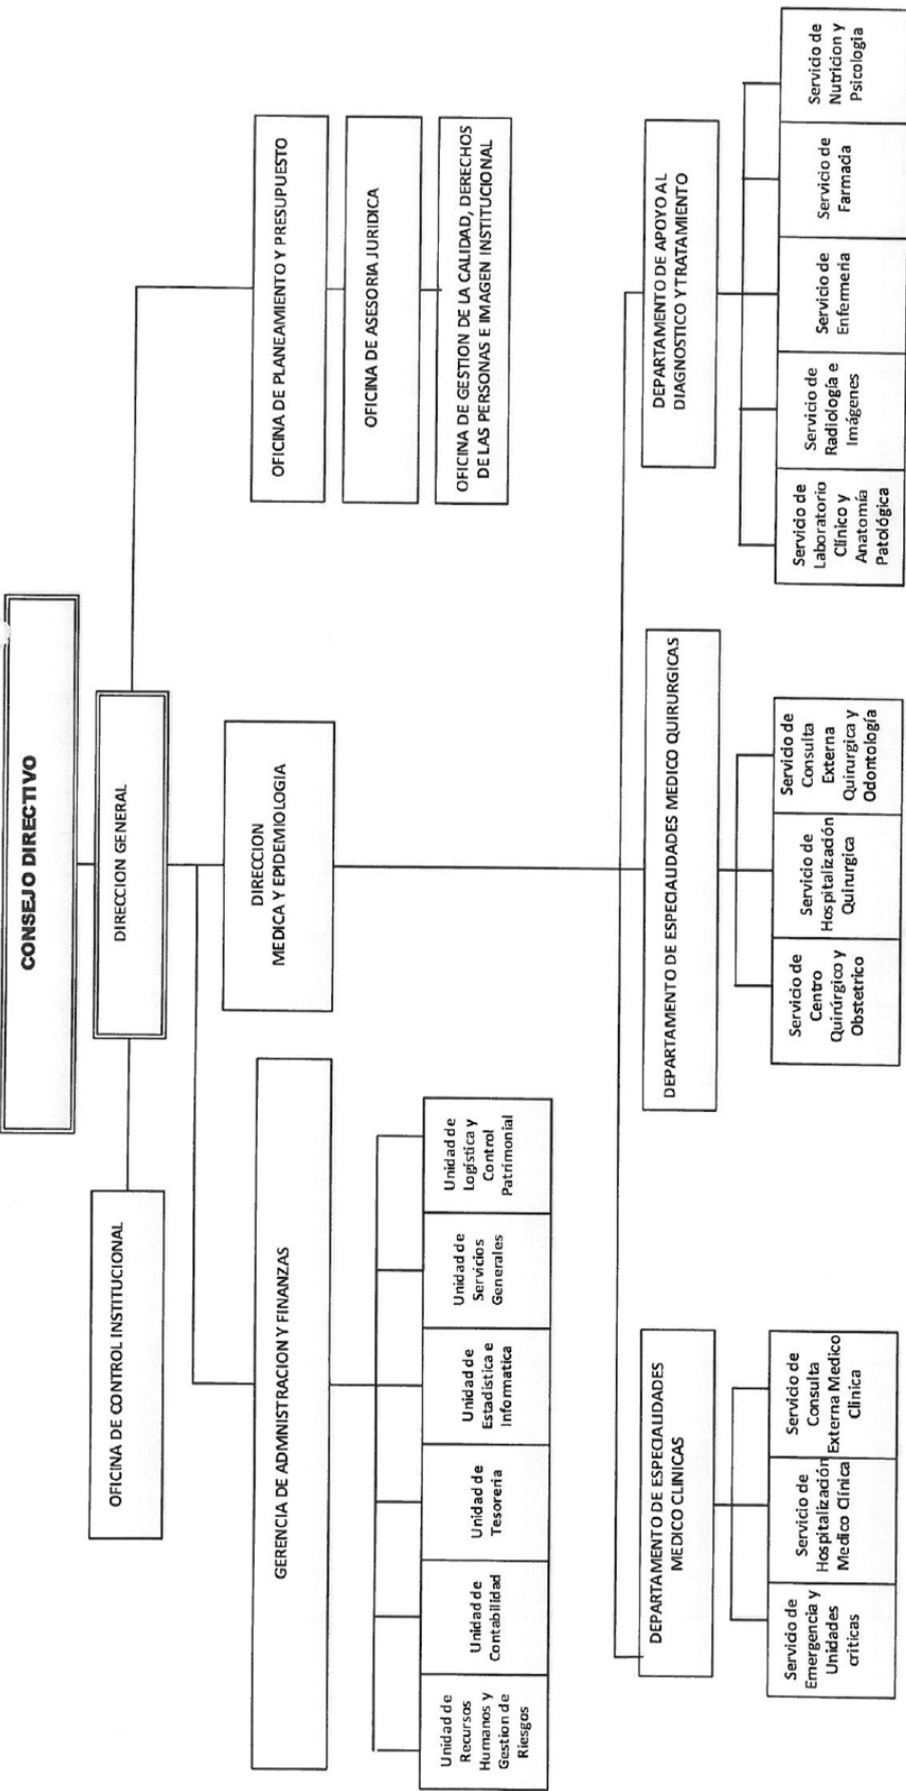 CONSEJO DIRECTIVO
DIRECCION GENERAL
OFICINA DE CONTROL INSTITUCIONAL
OFICINA DE PLANEAMIENTO Y PRESUPUESTO
OFICINA DE ASESORIA JURIDICA
OFICINA DE GESTION DE LA CALIDAD, DERECHOS
DE LAS PERSONAS E IMAGEN INSTITUCIONAL
DIRECCION
MEDICA Y EPIDEMIOLOGIA
GERENCIA DE ADMNISTRACION Y FINANZAS
Unidad de
Recursos
Humanos y
Gestion de
Riesgos
Unidad de
Contabilidad
Unidad de
Tesoreria
Unidad de
Estadistica e
Informatica
Unidad de
Servicios
Generales
Unidad de
Logística y
Control
Patrimonial
DEPARTAMENTO DE ESPECIALIDADES
MEDICO CLINICAS
Servicio de
Emergencia y
Unidades
criticas
Servicio de
Hospitalización
Medico Clínica
Servicio de
Consulta
Externa Medico
Clinica
DEPARTAMENTO DE ESPECIALIDADES MEDICO QUIRURGICAS
Servicio de
Centro
Quirúrgico y
Obstetrico
Servicio de
Hospitalización
Quirurgica
Servicio de
Consulta
Externa
Quirurgica y
Odontología
DEPARTAMENTO DE APOYO AL
DIAGNOSTICO Y TRATAMIENTO
Servicio de
Laboratorio
Clínico y
Anatomía
Patológica
Servicio de
Radiología e
Imágenes
Servicio de
Enfermeria
Servicio de
Farmacia
Servicio de
Nutricion y
Psicologia